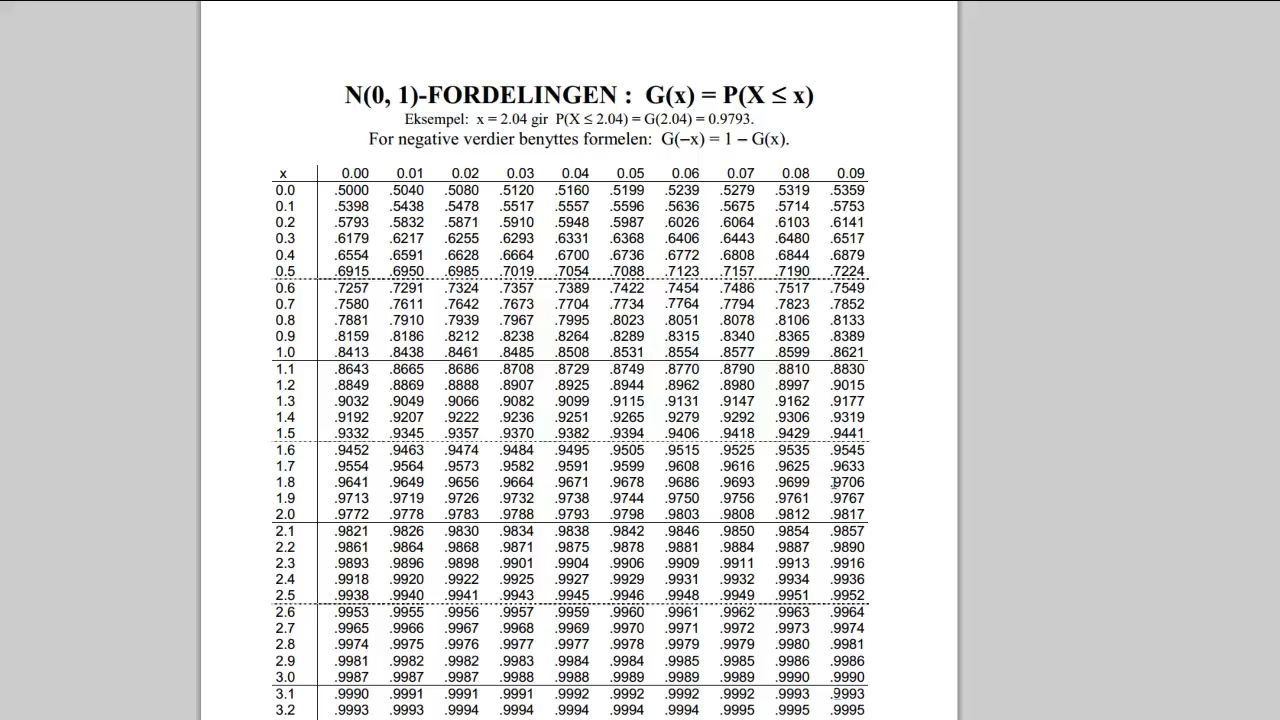 N(0, 1)-FORDELINGEN : G(x) = P(X ≤ x)
Eksempel: x = 2.04 gir P(X ≤ 2.04) = G(2.04) = 0.9793.
For negative verdier benyttes formelen: G(−x) = 1 – G(x).
x 0.00 0.01 0.02 0.03 0.04 0.05 0.06 0.07 0.08 0.09
0.0 .5000 .5040 .5080 .5120 .5160 .5199 .5239 .5279 .5319 .5359
0.1 .5398 .5438 .5478 .5517 .5557 .5596 .5636 .5675 .5714 .5753
0.2 .5793 .5832 .5871 .5910 .5948 .5987 .6026 .6064 .6103 .6141
0.3 .6179 .6217 .6255 .6293 .6331 .6368 .6406 .6443 .6480 .6517
0.4 .6554 .6591 .6628 .6664 .6700 .6736 .6772 .6808 .6844 .6879
0.5 .6915 .6950 .6985 .7019 .7054 .7088 .7123 .7157 .7190 .7224
0.6 .7257 .7291 .7324 .7357 .7389 .7422 .7454 .7486 .7517 .7549
0.7 .7580 .7611 .7642 .7673 .7704 .7734 .7764 .7794 .7823 .7852
0.8 .7881 .7910 .7939 .7967 .7995 .8023 .8051 .8078 .8106 .8133
0.9 .8159 .8186 .8212 .8238 .8264 .8289 .8315 .8340 .8365 .8389
1.0 .8413 .8438 .8461 .8485 .8508 .8531 .8554 .8577 .8599 .8621
1.1 .8643 .8665 .8686 .8708 .8729 .8749 .8770 .8790 .8810 .8830
1.2 .8849 .8869 .8888 .8907 .8925 .8944 .8962 .8980 .8997 .9015
1.3 .9032 .9049 .9066 .9082 .9099 .9115 .9131 .9147 .9162 .9177
1.4 .9192 .9207 .9222 .9236 .9251 .9265 .9279 .9292 .9306 .9319
1.5 .9332 .9345 .9357 .9370 .9382 .9394 .9406 .9418 .9429 .9441
1.6 .9452 .9463 .9474 .9484 .9495 .9505 .9515 .9525 .9535 .9545
1.7 .9554 .9564 .9573 .9582 .9591 .9599 .9608 .9616 .9625 .9633
1.8 .9641 .9649 .9656 .9664 .9671 .9678 .9686 .9693 .9699 .9706
1.9 .9713 .9719 .9726 .9732 .9738 .9744 .9750 .9756 .9761 .9767
2.0 .9772 .9778 .9783 .9788 .9793 .9798 .9803 .9808 .9812 .9817
2.1 .9821 .9826 .9830 .9834 .9838 .9842 .9846 .9850 .9854 .9857
2.2 .9861 .9864 .9868 .9871 .9875 .9878 .9881 .9884 .9887 .9890
2.3 .9893 .9896 .9898 .9901 .9904 .9906 .9909 .9911 .9913 .9916
2.4 .9918 .9920 .9922 .9925 .9927 .9929 .9931 .9932 .9934 .9936
2.5 .9938 .9940 .9941 .9943 .9945 .9946 .9948 .9949 .9951 .9952
2.6 .9953 .9955 .9956 .9957 .9959 .9960 .9961 .9962 .9963 .9964
2.7 .9965 .9966 .9967 .9968 .9969 .9970 .9971 .9972 .9973 .9974
2.8 .9974 .9975 .9976 .9977 .9977 .9978 .9979 .9979 .9980 .9981
2.9 .9981 .9982 .9982 .9983 .9984 .9984 .9985 .9985 .9986 .9986
3.0 .9987 .9987 .9987 .9988 .9988 .9989 .9989 .9989 .9990 .9990
3.1 .9990 .9991 .9991 .9991 .9992 .9992 .9992 .9992 .9993 .9993
3.2 .9993 .9993 .9994 .9994 .9994 .9994 .9994 .9995 .9995 .9995